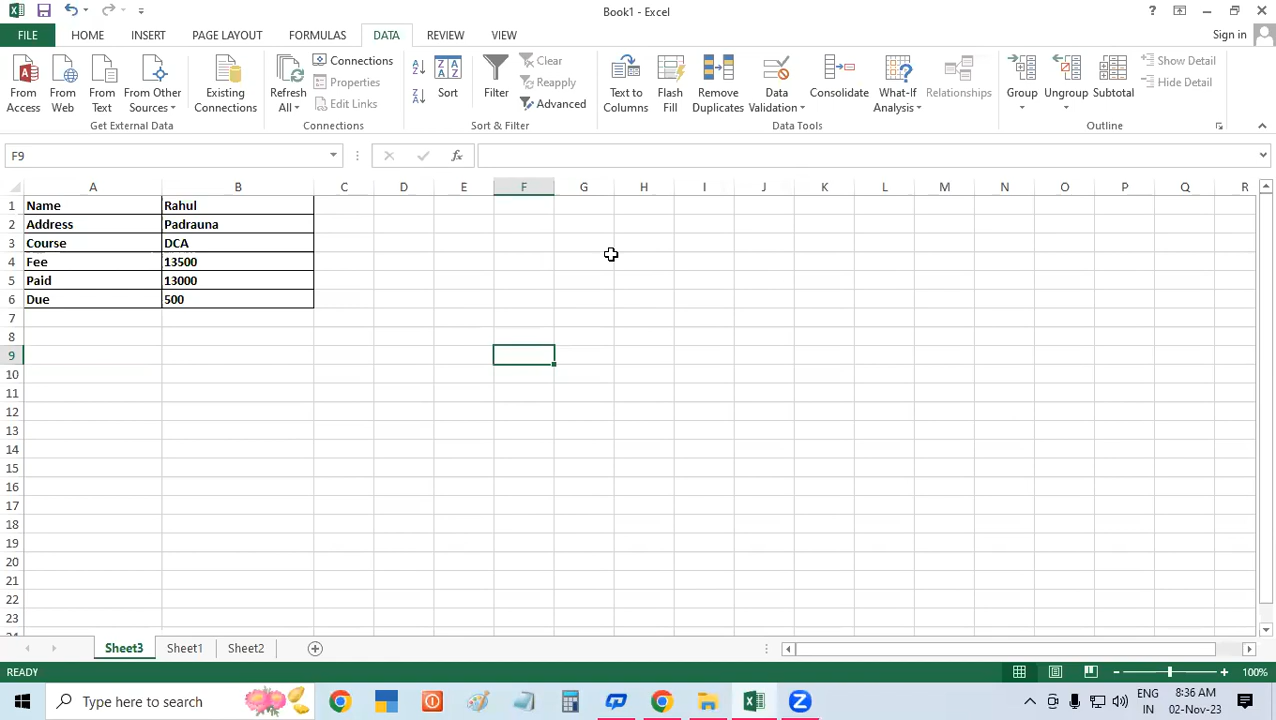 Book1 - Excel
?
FILE HOME INSERT PAGE LAYOUT FORMULAS DATA REVIEW VIEW Sign in
From Access
From Web
From Text
From Other Sources
Existing Connections
Get External Data
Refresh All
Connections
Properties
Edit Links
Connections
Sort
Filter
Clear
Reapply
Advanced
Sort & Filter
Text to Columns
Flash Fill
Remove Duplicates
Data Validation
Consolidate
What-If Analysis
Relationships
Data Tools
Group
Ungroup
Subtotal
Show Detail
Hide Detail
Outline
F9 fx
A B C D E F G H I J K L M N O P Q R
1 Name Rahul
2 Address Padrauna
3 Course DCA
4 Fee 13500
5 Paid 13000
6 Due 500
7
8
9
10
11
12
13
14
15
16
17
18
19
20
21
22
23
Sheet3 Sheet1 Sheet2
READY 100%
Type here to search
ENG IN
8:36 AM
02-Nov-23